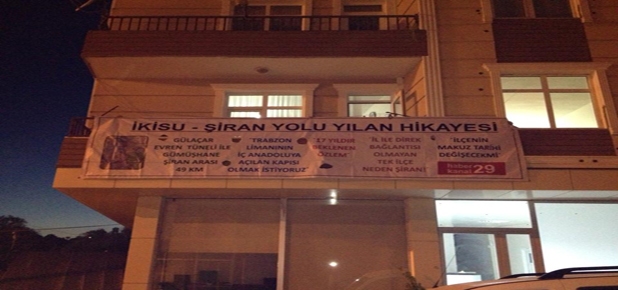 İKİSU - ŞİRAN YOLU YILAN HİKAYESİ
GÜLAÇAR
EVREN TÜNELİ İLE
GÜMÜŞHANE
ŞİRAN ARASI
49 KM
TRABZON
LİMANININ
İÇ ANADOLUYA
AÇILAN KAPISI
OLMAK İSTİYORUZ
YILDIR
BEKLENEN
ÖZLEM
İL İLE DİREK
BAĞLANTISI
OLMAYAN
TEK İLÇE
NEDEN ŞİRAN?
İLÇENİN
MAKUZ TARİHİ
DEĞİŞECEKMİ
29